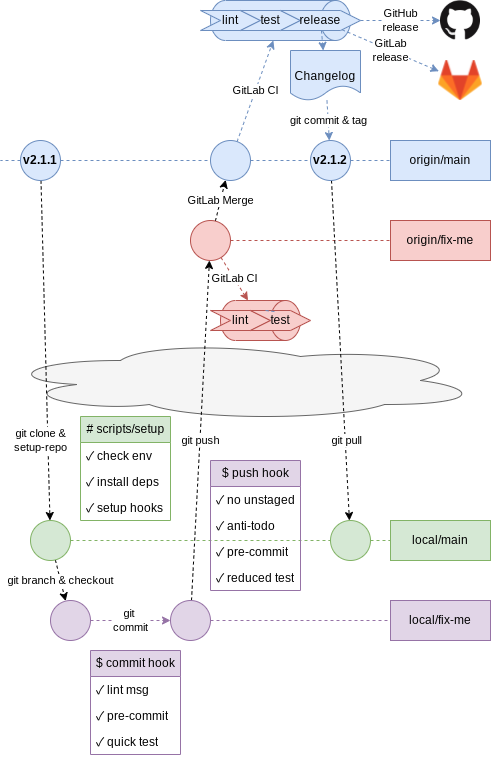 lint
test
release
GitHub
release
GitLab
release
Changelog
GitLab CI
git commit & tag
v2.1.1
v2.1.2
origin/main
GitLab Merge
origin/fix-me
GitLab CI
lint
test
git clone &
setup-repo
# scripts/setup
✓ check env
✓ install deps
✓ setup hooks
git push
git pull
$ push hook
✓ no unstaged
✓ anti-todo
✓ pre-commit
✓ reduced test
local/main
git branch & checkout
git
commit
local/fix-me
$ commit hook
✓ lint msg
✓ pre-commit
✓ quick test